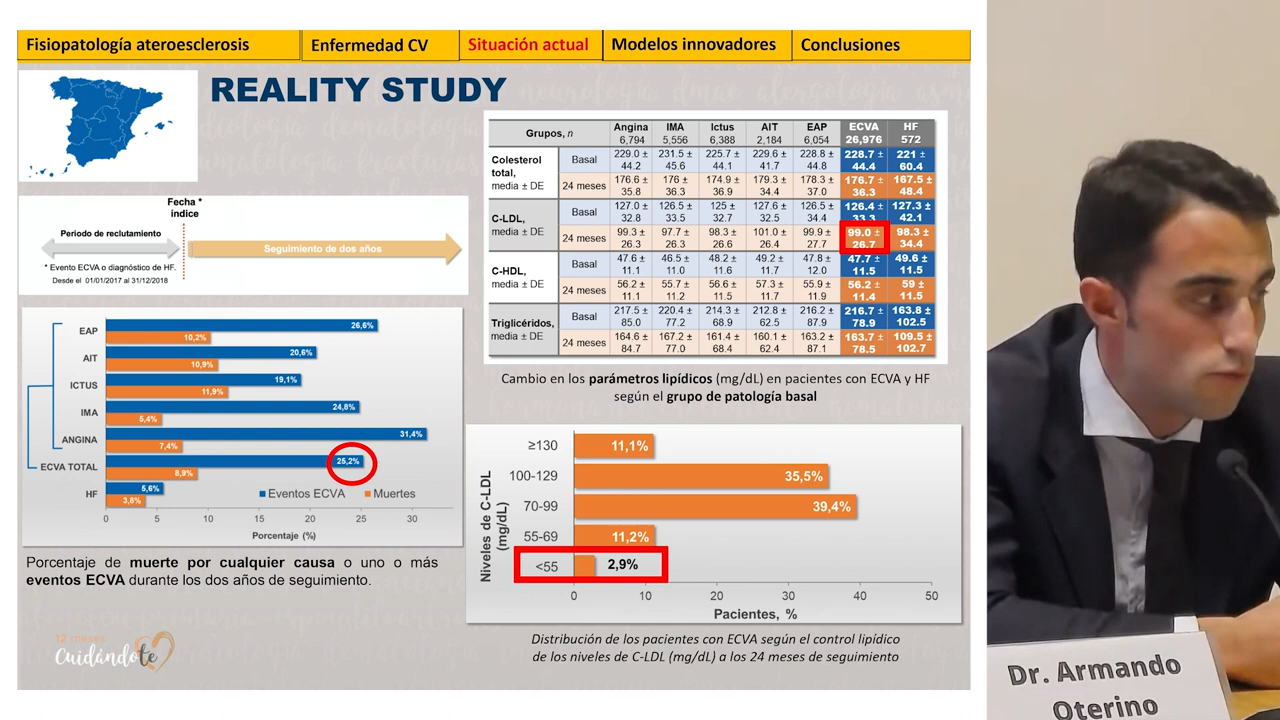 Fisiopatología ateroesclerosis
Enfermedad CV
Situación actual
Modelos innovadores
Conclusiones
REALITY STUDY
Fecha *
índice
Periodo de reclutamiento
Seguimiento de dos años
* Evento ECVA o diagnóstico de HF.
Desde el 01/01/2017 al 31/12/2018
EAP 26,6% 10,2%
AIT 20,6% 10,9%
ICTUS 19,1% 11,9%
IMA 24,8% 5,4%
ANGINA 31,4% 7,4%
ECVA TOTAL 25,2% 8,9%
HF 5,6% 3,8%
Eventos ECVA Muertes
0 5 10 15 20 25 30
Porcentaje (%)
Porcentaje de muerte por cualquier causa o uno o más
eventos ECVA durante los dos años de seguimiento.
12 meses
Cuidándote
Grupos, n Angina 6,794 IMA 5,556 Ictus 6,388 AIT 2,184 EAP 6,054 ECVA 26,976 HF 572
Colesterol total, media ± DE
Basal 229.0 ± 44.2 231.5 ± 45.6 225.7 ± 44.1 229.6 ± 41.7 228.8 ± 44.8 228.7 ± 44.4 221 ± 60.4
24 meses 176.6 ± 35.8 176 ± 36.3 174.9 ± 36.9 179.3 ± 34.4 178.3 ± 37.0 176.7 ± 36.3 167.5 ± 48.4
C-LDL, media ± DE
Basal 127.0 ± 32.8 126.5 ± 33.5 125 ± 32.7 127.6 ± 32.5 126.5 ± 34.4 126.4 ± 33.3 127.3 ± 42.1
24 meses 99.3 ± 26.3 97.7 ± 26.3 98.3 ± 26.6 101.0 ± 26.4 99.9 ± 27.7 99.0 ± 26.7 98.3 ± 34.4
C-HDL, media ± DE
Basal 47.6 ± 11.1 46.5 ± 11.0 48.2 ± 11.6 49.2 ± 11.7 47.8 ± 12.0 47.7 ± 11.5 49.6 ± 11.5
24 meses 56.2 ± 11.1 55.7 ± 11.2 56.6 ± 11.5 57.3 ± 11.7 55.9 ± 11.9 56.2 ± 11.4 59 ± 11.5
Triglicéridos, media ± DE
Basal 217.5 ± 85.0 220.4 ± 77.2 214.3 ± 68.9 212.8 ± 62.5 216.2 ± 87.9 216.7 ± 78.9 163.8 ± 102.5
24 meses 164.6 ± 84.7 167.2 ± 77.0 161.4 ± 68.4 160.1 ± 62.4 163.2 ± 87.1 163.7 ± 78.5 109.5 ± 102.7
Cambio en los parámetros lipídicos (mg/dL) en pacientes con ECVA y HF
según el grupo de patología basal
Niveles de C-LDL
(mg/dL)
≥130 11,1%
100-129 35,5%
70-99 39,4%
55-69 11,2%
<55 2,9%
0 10 20 30 40 50
Pacientes, %
Distribución de los pacientes con ECVA según el control lipídico
de los niveles de C-LDL (mg/dL) a los 24 meses de seguimiento
Dr. Armando
Oterino